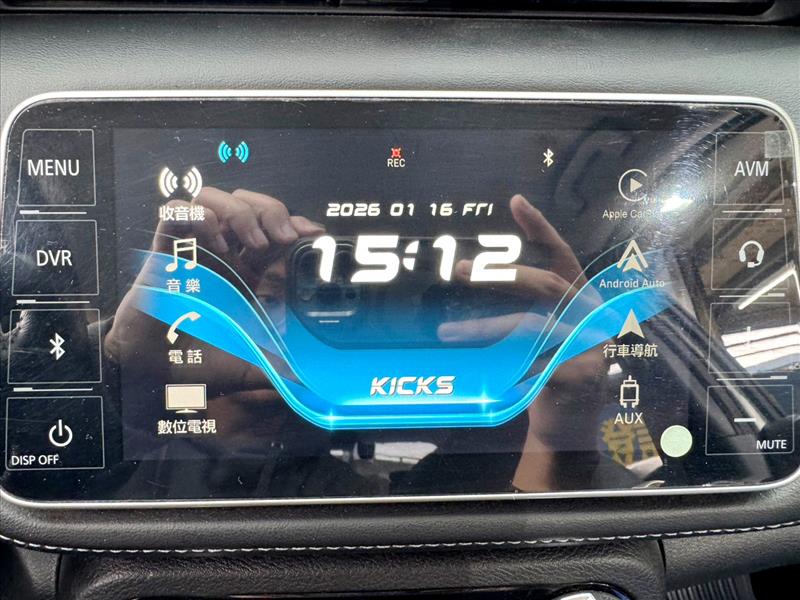 MENU
DVR
DISP OFF
收音機
音樂
電話
數位電視
REC
2026 01 16 FRI
15:12
KICKS
Android Auto
行車導航
AUX
AVM
MUTE